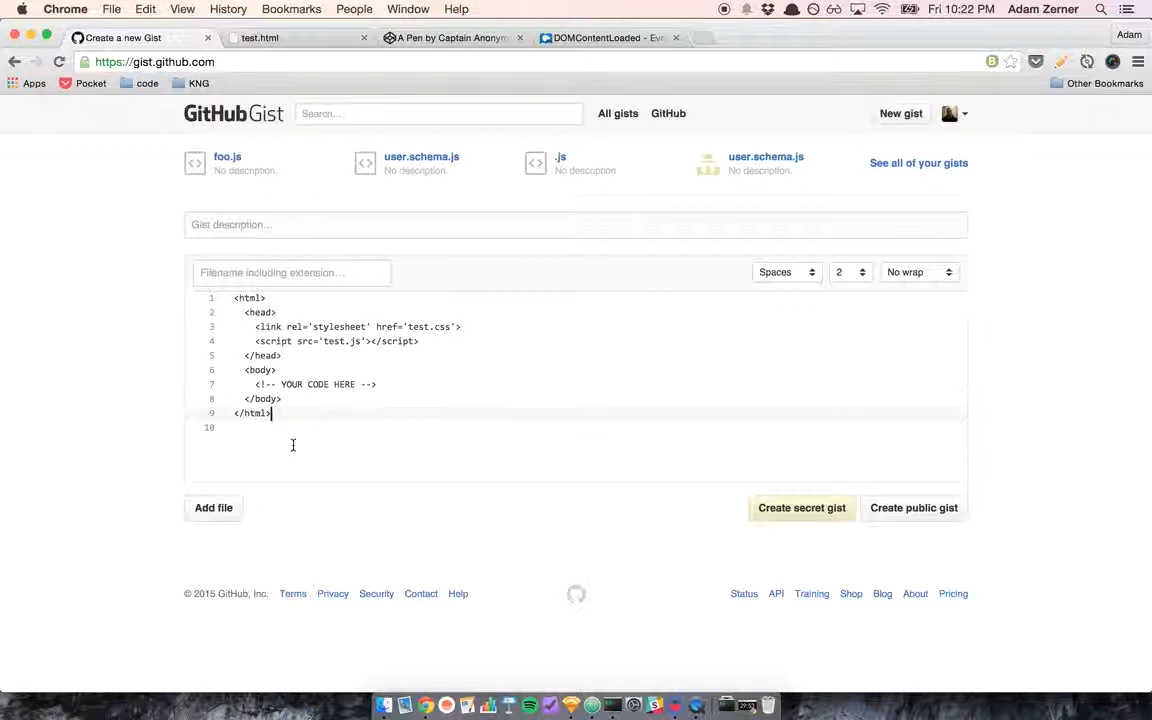 Chrome File Edit View History Bookmarks People Window Help Fri 10:22 PM Adam Zerner
Create a new Gist test.html A Pen by Captain Anonym DOMContentLoaded - Eve Adam
https://gist.github.com
Apps Pocket code KNG Other Bookmarks
GitHub Gist Search... All gists GitHub New gist
foo.js user.schema.js .js user.schema.js See all of your gists
No description. No description. No description No description.
Gist description...
Filename including extension... Spaces 2 No wrap
1 <html>
2 <head>
3 <link rel='stylesheet' href='test.css'>
4 <script src='test.js'></script>
5 </head>
6 <body>
7 <!-- YOUR CODE HERE -->
8 </body>
9 </html>
10
Add file Create secret gist Create public gist
© 2015 GitHub, Inc. Terms Privacy Security Contact Help Status API Training Shop Blog About Pricing